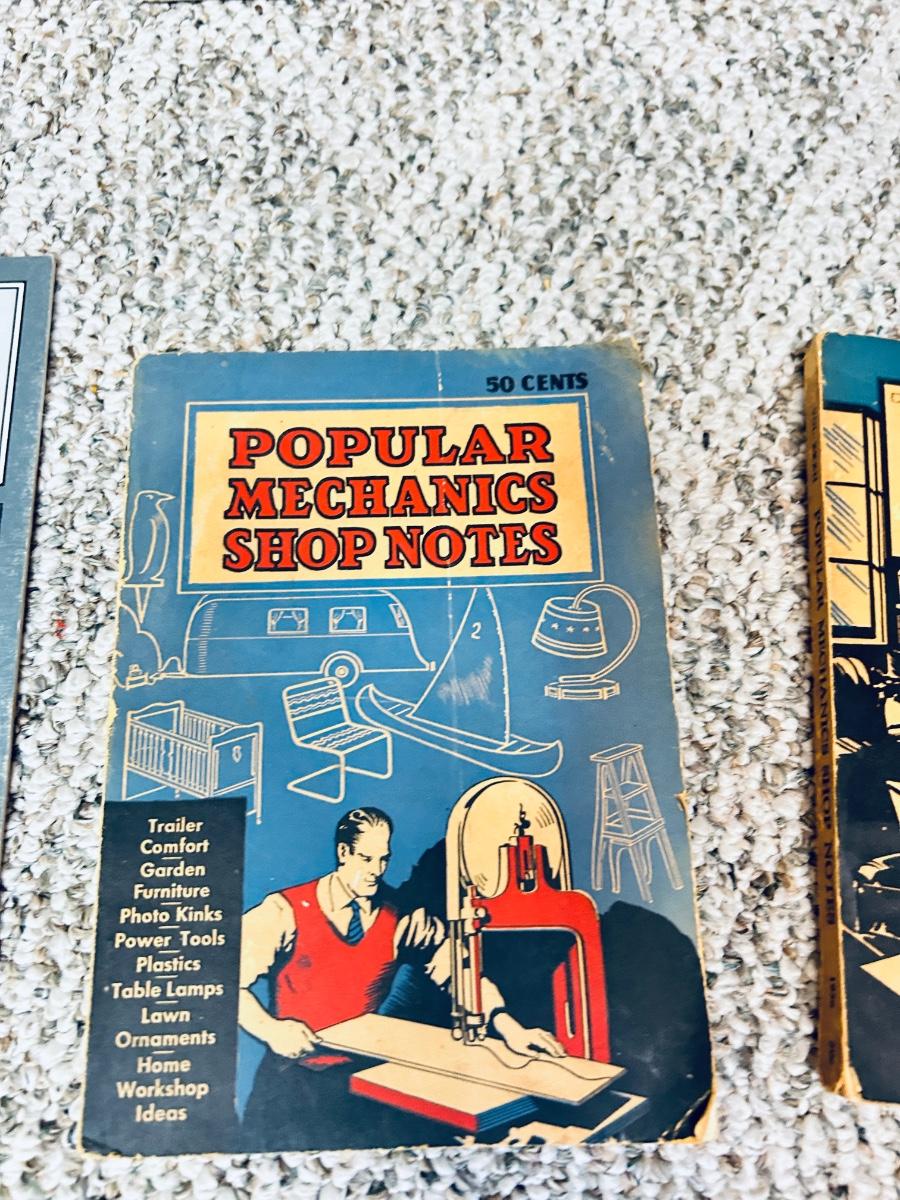 50 CENTS
POPULAR
MECHANICS
SHOP NOTES
2
Trailer
Comfort
Garden
Furniture
Photo Kinks
Power Tools
Plastics
Table Lamps
Lawn
Ornaments
Home
Workshop
Ideas
POPULAR MECHANICS SHOP NOTES